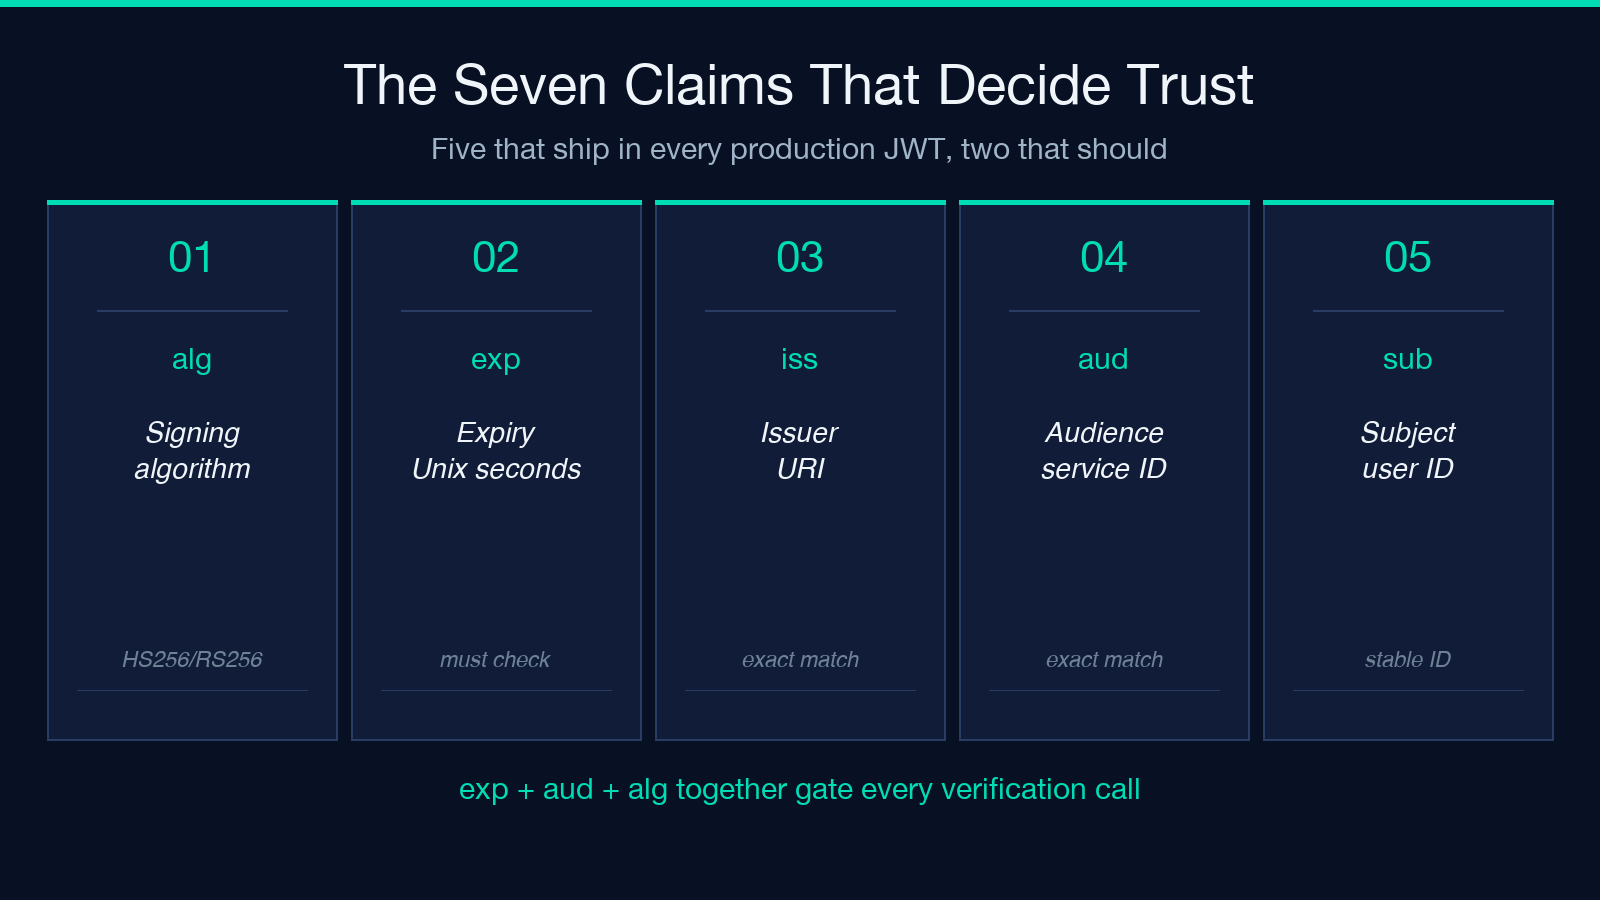 The Seven Claims That Decide Trust
Five that ship in every production JWT, two that should
01
alg
Signing
algorithm
HS256/RS256
02
exp
Expiry
Unix seconds
must check
03
iss
Issuer
URI
exact match
04
aud
Audience
service ID
exact match
05
sub
Subject
user ID
stable ID
exp + aud + alg together gate every verification call